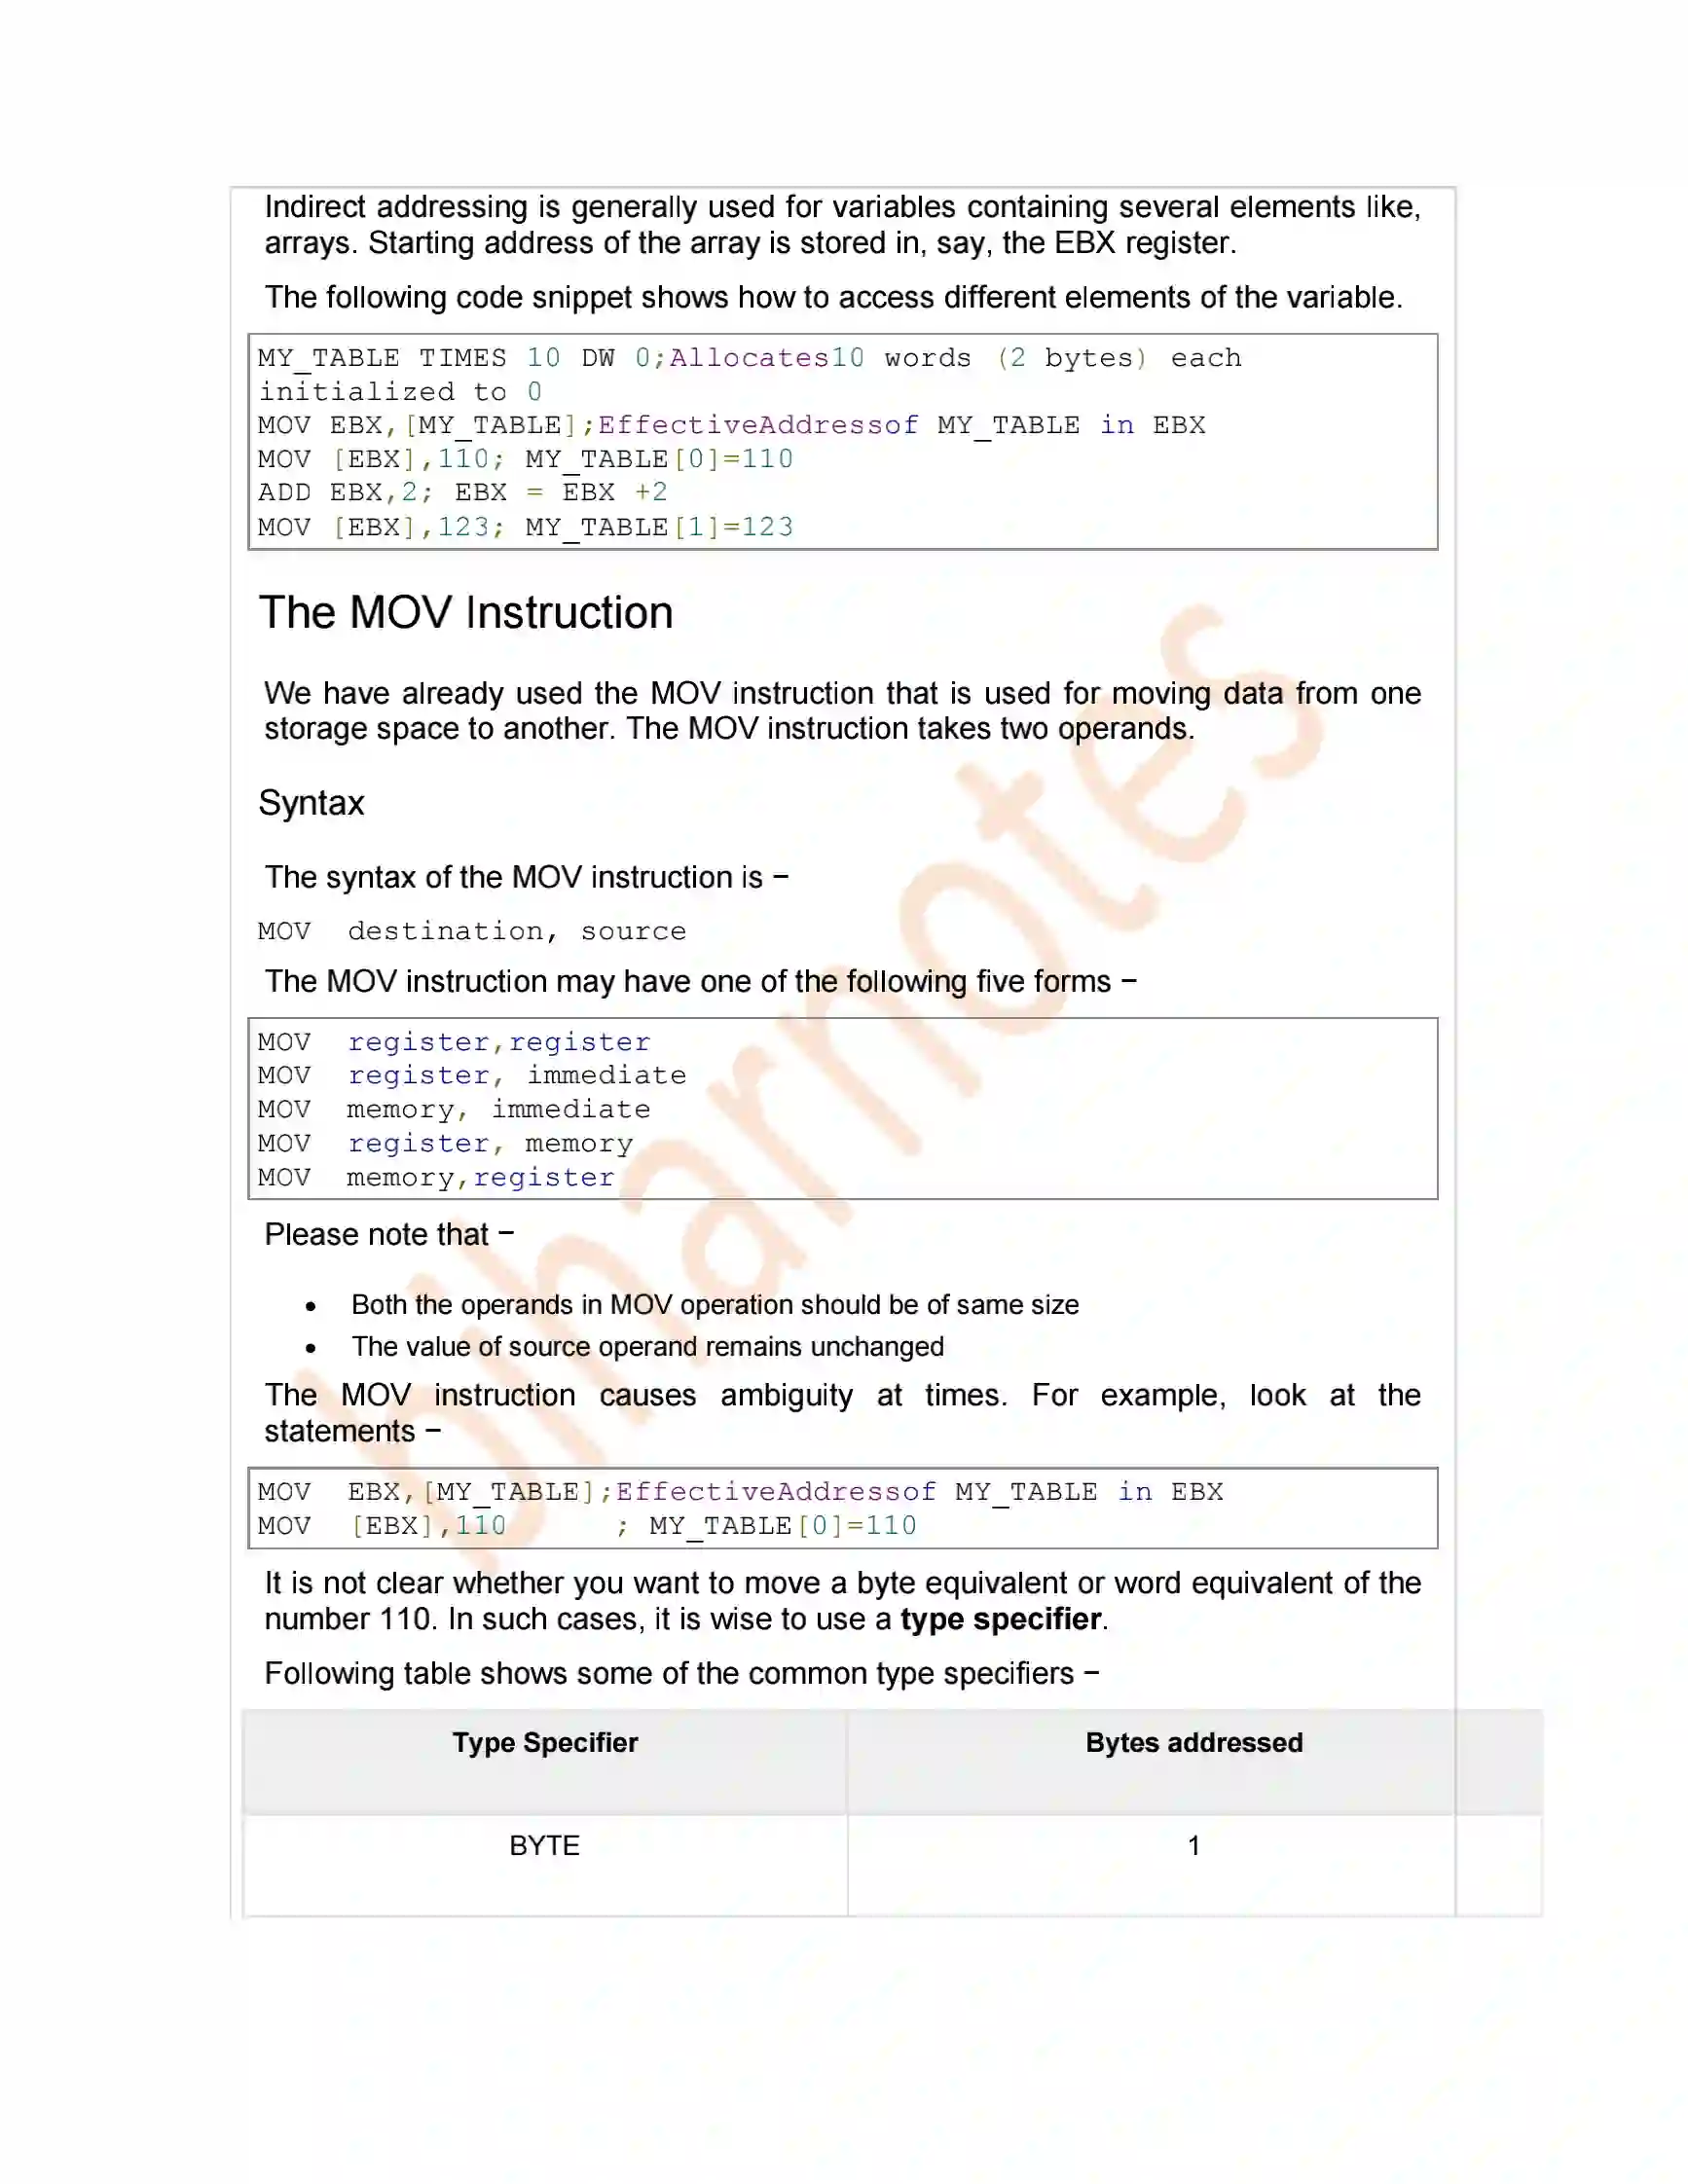 Indirect addressing is generally used for variables containing several elements like,
arrays. Starting address of the array is stored in, say, the EBX register.
The following code snippet shows how to access different elements of the variable.
MY_TABLE TIMES 10 DW 0;Allocates10 words (2 bytes) each
initialized to 0
MOV EBX,[MY_TABLE];EffectiveAddressof MY_TABLE in EBX
MOV [EBX],110; MY_TABLE[0]=110
ADD EBX,2; EBX = EBX +2
MOV [EBX],123; MY_TABLE[1]=123
The MOV Instruction
We have already used the MOV instruction that is used for moving data from one
storage space to another. The MOV instruction takes two operands.
Syntax
The syntax of the MOV instruction is −
MOV destination, source
The MOV instruction may have one of the following five forms −
MOV register,register
MOV register, immediate
MOV memory, immediate
MOV register, memory
MOV memory,register
Please note that −
• Both the operands in MOV operation should be of same size
• The value of source operand remains unchanged
The MOV instruction causes ambiguity at times. For example, look at the
statements −
MOV EBX,[MY_TABLE];EffectiveAddressof MY_TABLE in EBX
MOV [EBX],110 ; MY_TABLE[0]=110
It is not clear whether you want to move a byte equivalent or word equivalent of the
number 110. In such cases, it is wise to use a type specifier.
Following table shows some of the common type specifiers −
Type Specifier Bytes addressed
BYTE 1
biharnotes